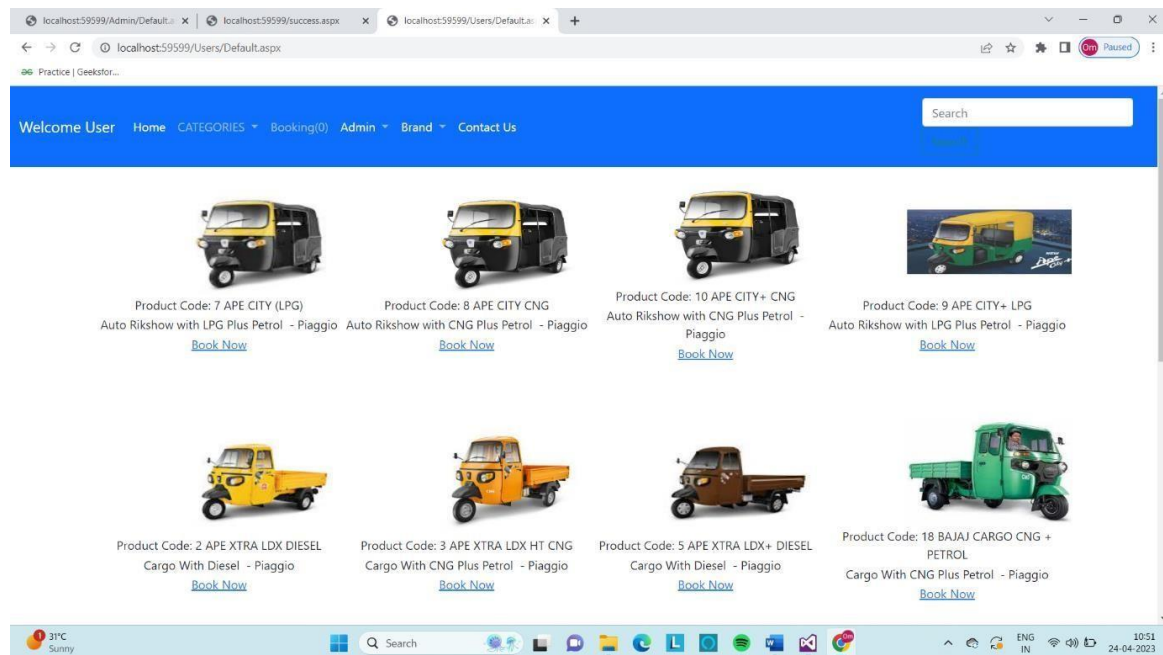 localhost:59599/Admin/Default.a
localhost:59599/success.aspx
localhost:59599/Users/Default.as
localhost:59599/Users/Default.aspx
Om Paused
Practice | Geeksfor...
Welcome User Home CATEGORIES Booking(0) Admin Brand Contact Us
Search
Product Code: 7 APE CITY (LPG)
Auto Rikshow with LPG Plus Petrol - Piaggio
Book Now
Product Code: 8 APE CITY CNG
Auto Rikshow with CNG Plus Petrol - Piaggio
Book Now
Product Code: 10 APE CITY+ CNG
Auto Rikshow with CNG Plus Petrol -
Piaggio
Book Now
Product Code: 9 APE CITY+ LPG
Auto Rikshow with LPG Plus Petrol - Piaggio
Book Now
Product Code: 2 APE XTRA LDX DIESEL
Cargo With Diesel - Piaggio
Book Now
Product Code: 3 APE XTRA LDX HT CNG
Cargo With CNG Plus Petrol - Piaggio
Book Now
Product Code: 5 APE XTRA LDX+ DIESEL
Cargo With Diesel - Piaggio
Book Now
Product Code: 18 BAJAJ CARGO CNG +
PETROL
Cargo With CNG Plus Petrol - Piaggio
Book Now
31°C
Sunny
Search
ENG
IN
10:51
24-04-2023